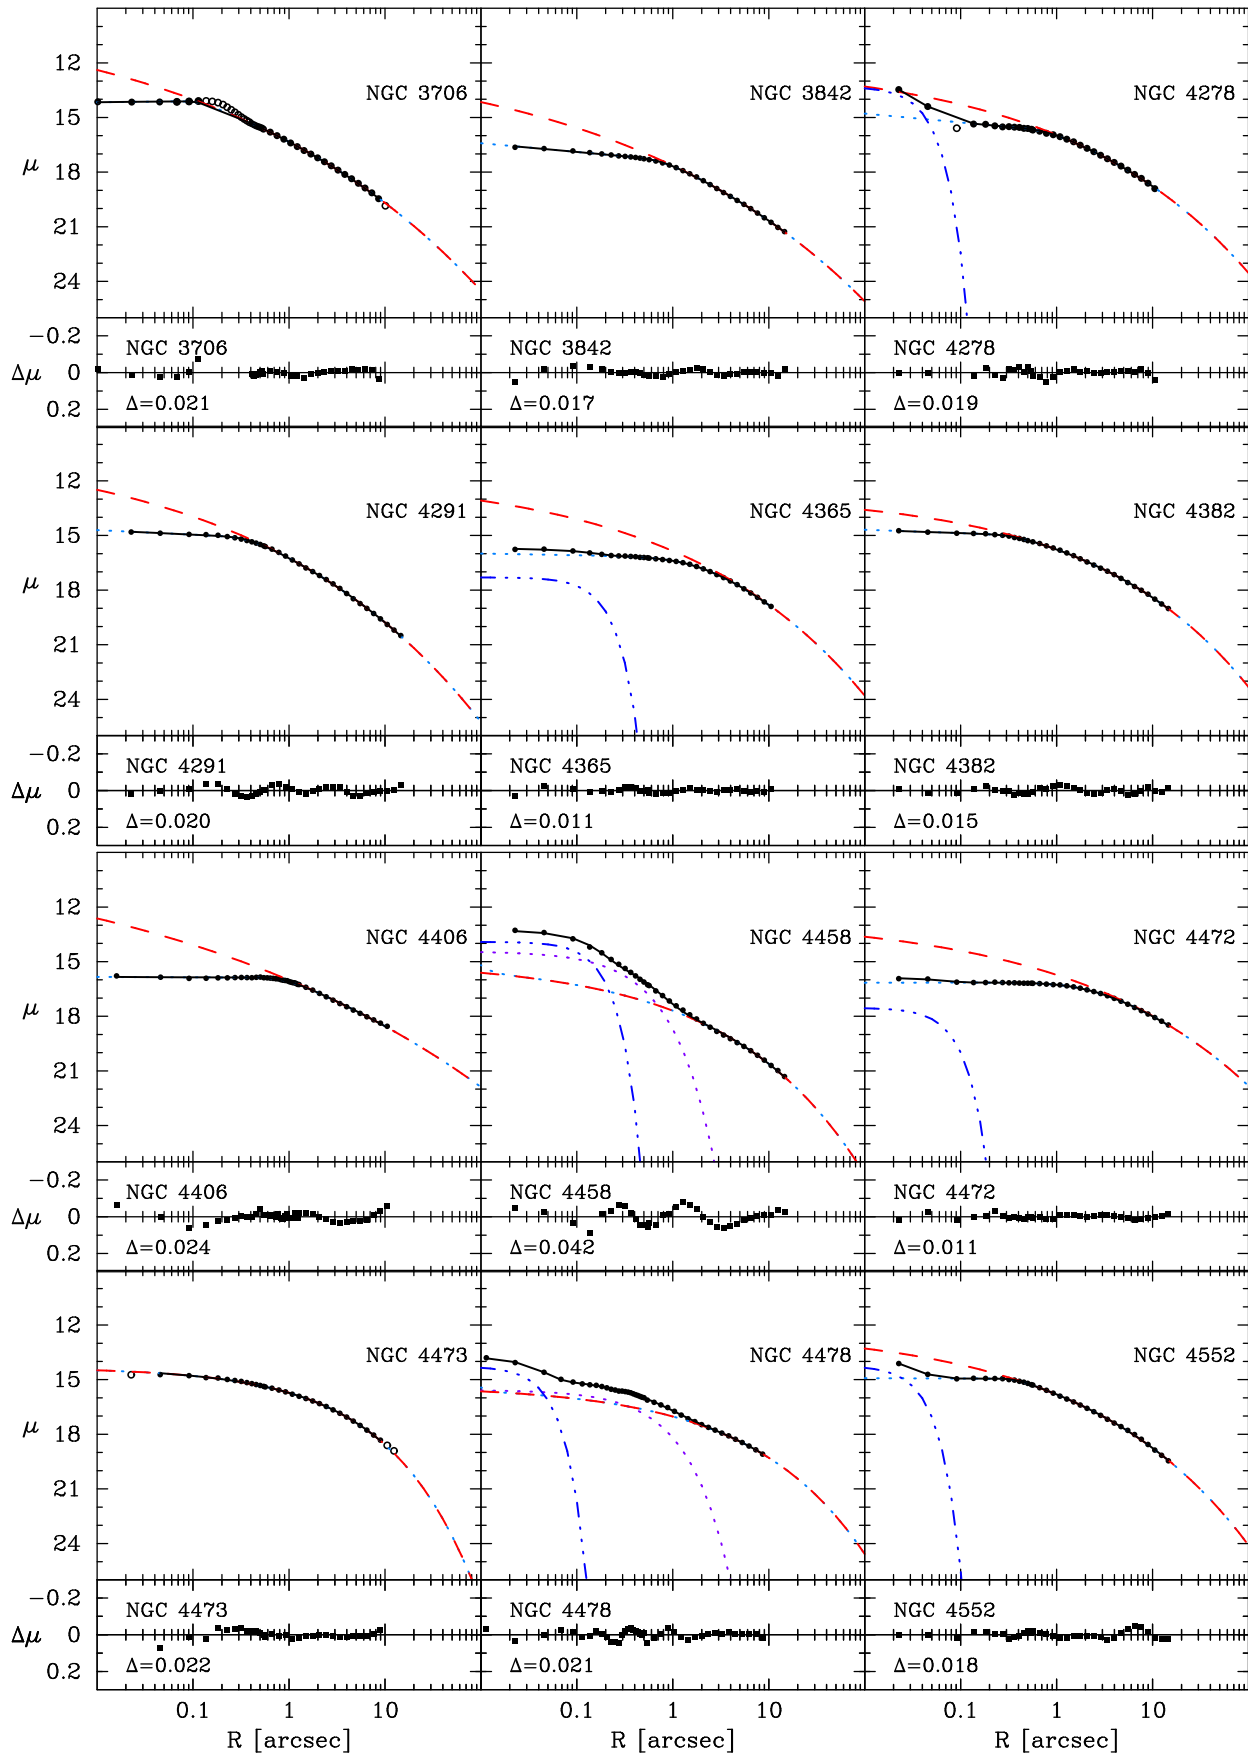 12
15
μ
18
21
24
NGC 3706
NGC 3842
NGC 4278
−0.2
Δμ 0
0.2
NGC 3706
Δ=0.021
NGC 3842
Δ=0.017
NGC 4278
Δ=0.019
12
15
μ
18
21
24
NGC 4291
NGC 4365
NGC 4382
−0.2
Δμ 0
0.2
NGC 4291
Δ=0.020
NGC 4365
Δ=0.011
NGC 4382
Δ=0.015
12
15
μ
18
21
24
NGC 4406
NGC 4458
NGC 4472
−0.2
Δμ 0
0.2
NGC 4406
Δ=0.024
NGC 4458
Δ=0.042
NGC 4472
Δ=0.011
12
15
μ
18
21
24
NGC 4473
NGC 4478
NGC 4552
−0.2
Δμ 0
0.2
NGC 4473
Δ=0.022
NGC 4478
Δ=0.021
NGC 4552
Δ=0.018
0.1 1 10
0.1 1 10
0.1 1 10
R [arcsec]
R [arcsec]
R [arcsec]